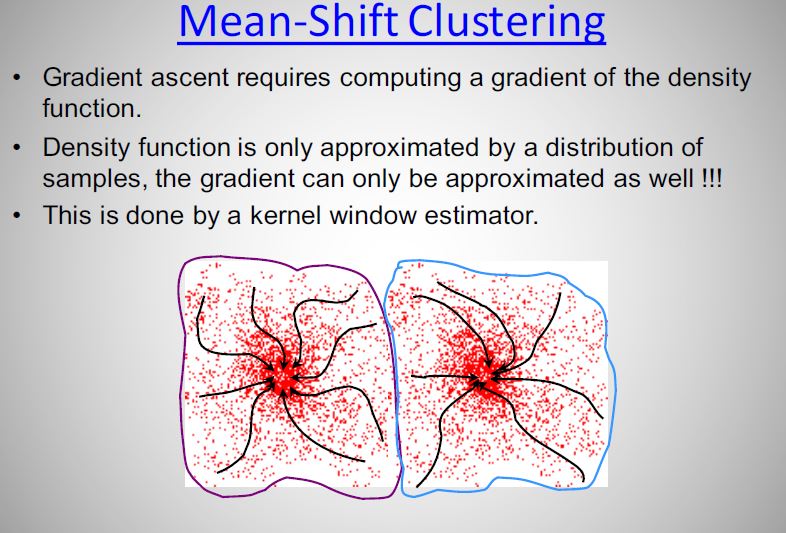 Mean-Shift Clustering
• Gradient ascent requires computing a gradient of the density
function.
• Density function is only approximated by a distribution of
samples, the gradient can only be approximated as well !!!
• This is done by a kernel window estimator.